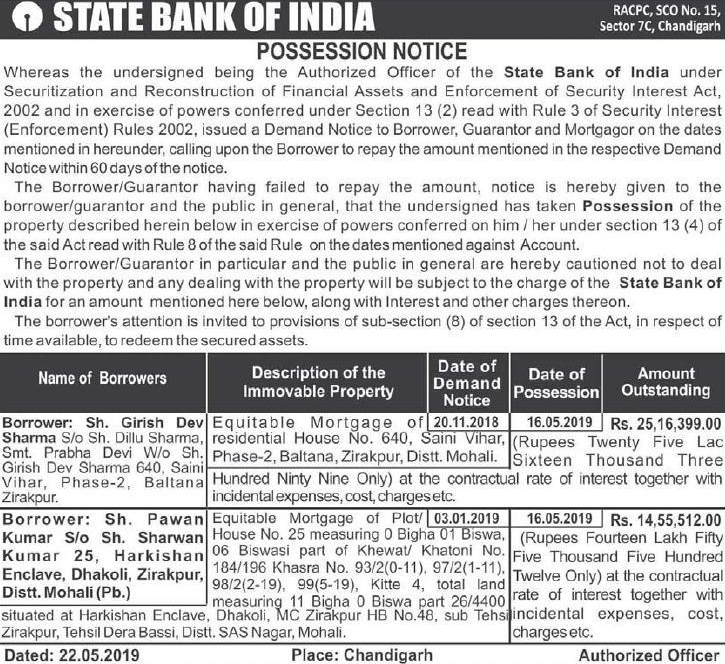 STATE BANK OF INDIA
RACPC, SCO No. 15,
Sector 7C, Chandigarh
POSSESSION NOTICE
Whereas the undersigned being the Authorized Officer of the State Bank of India under
Securitization and Reconstruction of Financial Assets and Enforcement of Security Interest Act,
2002 and in exercise of powers conferred under Section 13 (2) read with Rule 3 of Security Interest
(Enforcement) Rules 2002, issued a Demand Notice to Borrower, Guarantor and Mortgagor on the dates
mentioned in hereunder, calling upon the Borrower to repay the amount mentioned in the respective Demand
Notice within 60 days of the notice.
The Borrower/Guarantor having failed to repay the amount, notice is hereby given to the
borrower/guarantor and the public in general, that the undersigned has taken Possession of the
property described herein below in exercise of powers conferred on him / her under section 13 (4) of
the said Act read with Rule 8 of the said Rule on the dates mentioned against Account.
The Borrower/Guarantor in particular and the public in general are hereby cautioned not to deal
with the property and any dealing with the property will be subject to the charge of the State Bank of
India for an amount mentioned here below, along with Interest and other charges thereon.
The borrower's attention is invited to provisions of sub-section (8) of section 13 of the Act, in respect of
time available, to redeem the secured assets.
Name of Borrowers
Description of the
Immovable Property
Date of
Demand
Notice
Date of
Possession
Amount
Outstanding
Borrower: Sh. Girish Dev
Sharma S/o Sh. Dillu Sharma,
Smt. Prabha Devi W/o Sh.
Girish Dev Sharma 640, Saini
Vihar, Phase-2, Baltana
Zirakpur.
Equitable Mortgage of
residential House No. 640, Saini Vihar,
Phase-2, Baltana, Zirakpur, Distt. Mohali.
20.11.2018
16.05.2019
Rs. 25,16,399.00
(Rupees Twenty Five Lac
Sixteen Thousand Three
Hundred Ninty Nine Only) at the contractual rate of interest together with
incidental expenses, cost, charges etc.
Borrower: Sh. Pawan
Kumar S/o Sh. Sharwan
Kumar 25, Harkishan
Enclave, Dhakoli, Zirakpur,
Distt. Mohali (Pb.)
Equitable Mortgage of Plot/
House No. 25 measuring 0 Bigha 01 Biswa,
06 Biswasi part of Khewat/ Khatoni No.
184/196 Khasra No. 93/2(0-11), 97/2(1-11),
98/2(2-19), 99(5-19), Kitte 4, total land
measuring 11 Bigha 0 Biswa part 26/4400
situated at Harkishan Enclave, Dhakoli, MC Zirakpur HB No.48, sub Tehsi
Zirakpur, Tehsil Dera Bassi, Distt. SAS Nagar, Mohali.
03.01.2019
16.05.2019
Rs. 14,55,512.00
(Rupees Fourteen Lakh Fifty
Five Thousand Five Hundred
Twelve Only) at the contractual
rate of interest together with
incidental expenses, cost,
charges etc.
Dated: 22.05.2019
Place: Chandigarh
Authorized Officer